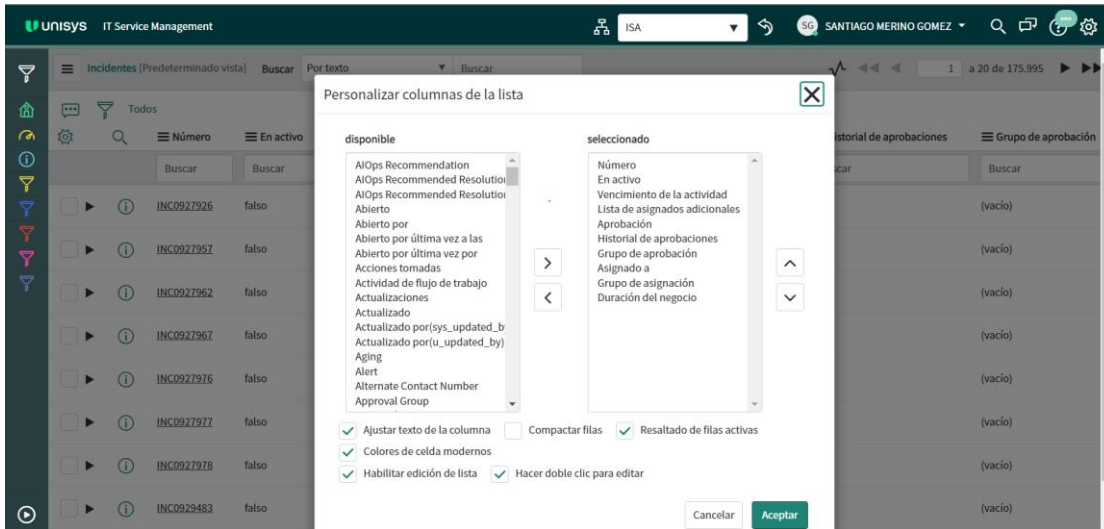 UNISYS IT Service Management ISA SG SANTIAGO MERINO GOMEZ
Incidentes [Predeterminado vista] Buscar Por texto Buscar 1 a 20 de 175.995
Todos
Número En activo Grupo de aprobación
Buscar Buscar Buscar
INC0927926 falso (vacío)
INC0927957 falso (vacío)
INC0927962 falso (vacío)
INC0927967 falso (vacío)
INC0927976 falso (vacío)
INC0927977 falso (vacío)
INC0927978 falso (vacío)
INC0929483 falso (vacío)
Personalizar columnas de la lista
disponible
AIOps Recommendation
AIOps Recommended Resolution
AIOps Recommended Resolution
Abierto
Abierto por
Abierto por última vez a las
Abierto por última vez por
Acciones tomadas
Actividad de flujo de trabajo
Actualizaciones
Actualizado
Actualizado por(sys_updated_b
Actualizado por(u_updated_by)
Aging
Alert
Alternate Contact Number
Approval Group
seleccionado
Número
En activo
Vencimiento de la actividad
Lista de asignados adicionales
Aprobación
Historial de aprobaciones
Grupo de aprobación
Asignado a
Grupo de asignación
Duración del negocio
Ajustar texto de la columna Compactar filas Resaltado de filas activas
Colores de celda modernos
Habilitar edición de lista Hacer doble clic para editar
Cancelar Aceptar